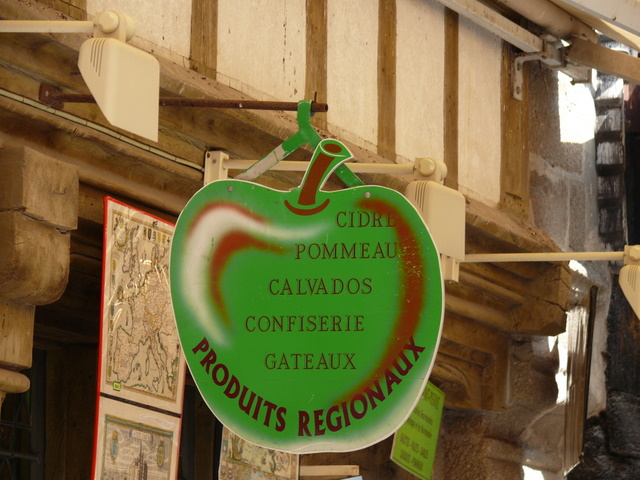 CIDRE
POMMEAU
CALVADOS
CONFISERIE
GATEAUX
PRODUITS REGIONAUX